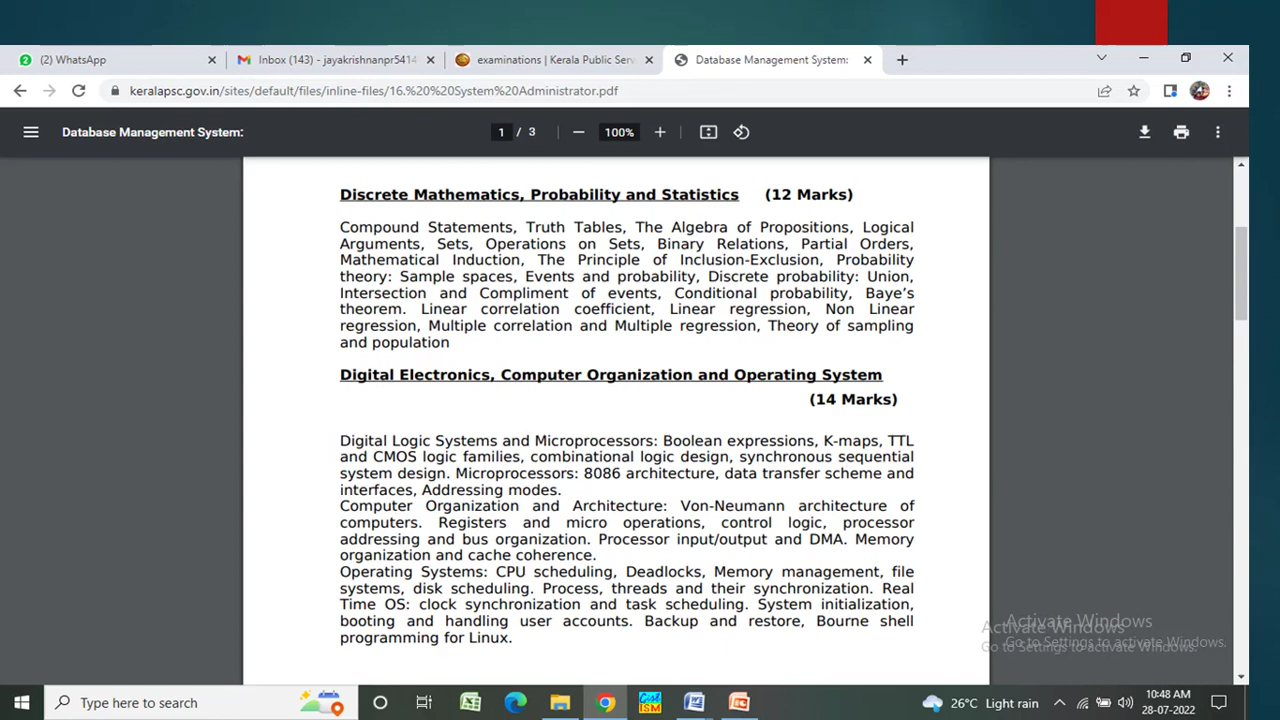 (2) WhatsApp
Inbox (143) - jayakrishnanpr5414
examinations | Kerala Public Serv
Database Management System:
keralapsc.gov.in/sites/default/files/inline-files/16.%20%20System%20Administrator.pdf
Database Management System:
1 / 3
100%
Discrete Mathematics, Probability and Statistics (12 Marks)
Compound Statements, Truth Tables, The Algebra of Propositions, Logical
Arguments, Sets, Operations on Sets, Binary Relations, Partial Orders,
Mathematical Induction, The Principle of Inclusion-Exclusion, Probability
theory: Sample spaces, Events and probability, Discrete probability: Union,
Intersection and Compliment of events, Conditional probability, Baye's
theorem. Linear correlation coefficient, Linear regression, Non Linear
regression, Multiple correlation and Multiple regression, Theory of sampling
and population
Digital Electronics, Computer Organization and Operating System
(14 Marks)
Digital Logic Systems and Microprocessors: Boolean expressions, K-maps, TTL
and CMOS logic families, combinational logic design, synchronous sequential
system design. Microprocessors: 8086 architecture, data transfer scheme and
interfaces, Addressing modes.
Computer Organization and Architecture: Von-Neumann architecture of
computers. Registers and micro operations, control logic, processor
addressing and bus organization. Processor input/output and DMA. Memory
organization and cache coherence.
Operating Systems: CPU scheduling, Deadlocks, Memory management, file
systems, disk scheduling. Process, threads and their synchronization. Real
Time OS: clock synchronization and task scheduling. System initialization,
booting and handling user accounts. Backup and restore, Bourne shell
programming for Linux.
Activate Windows
Activate Windows
Go to Settings to activate Windows.
Go to Settings to activate Windows.
Type here to search
26°C Light rain
10:48 AM
28-07-2022